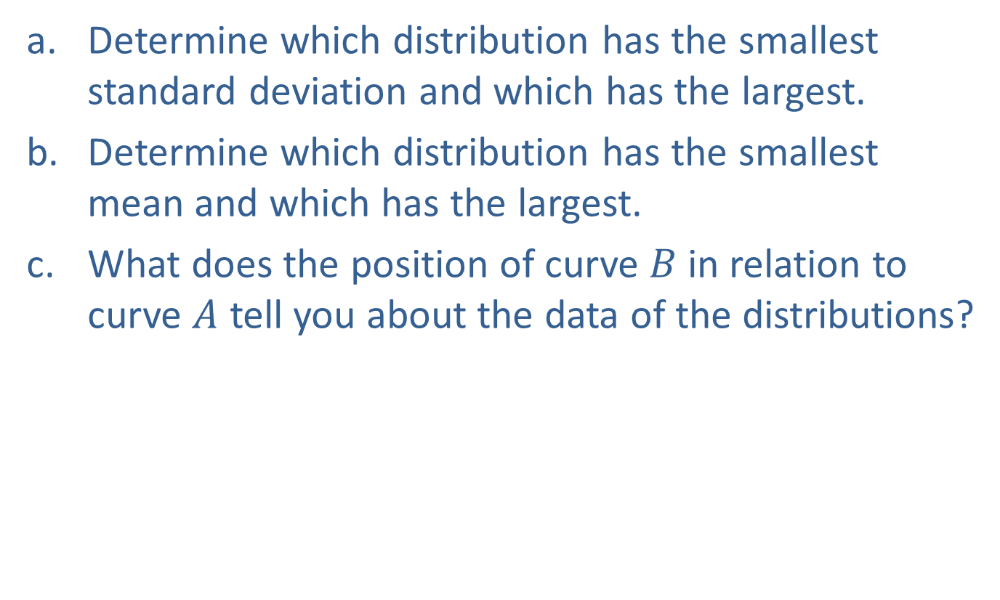 a. Determine which distribution has the smallest
standard deviation and which has the largest.
b. Determine which distribution has the smallest
mean and which has the largest.
c. What does the position of curve B in relation to
curve A tell you about the data of the distributions?